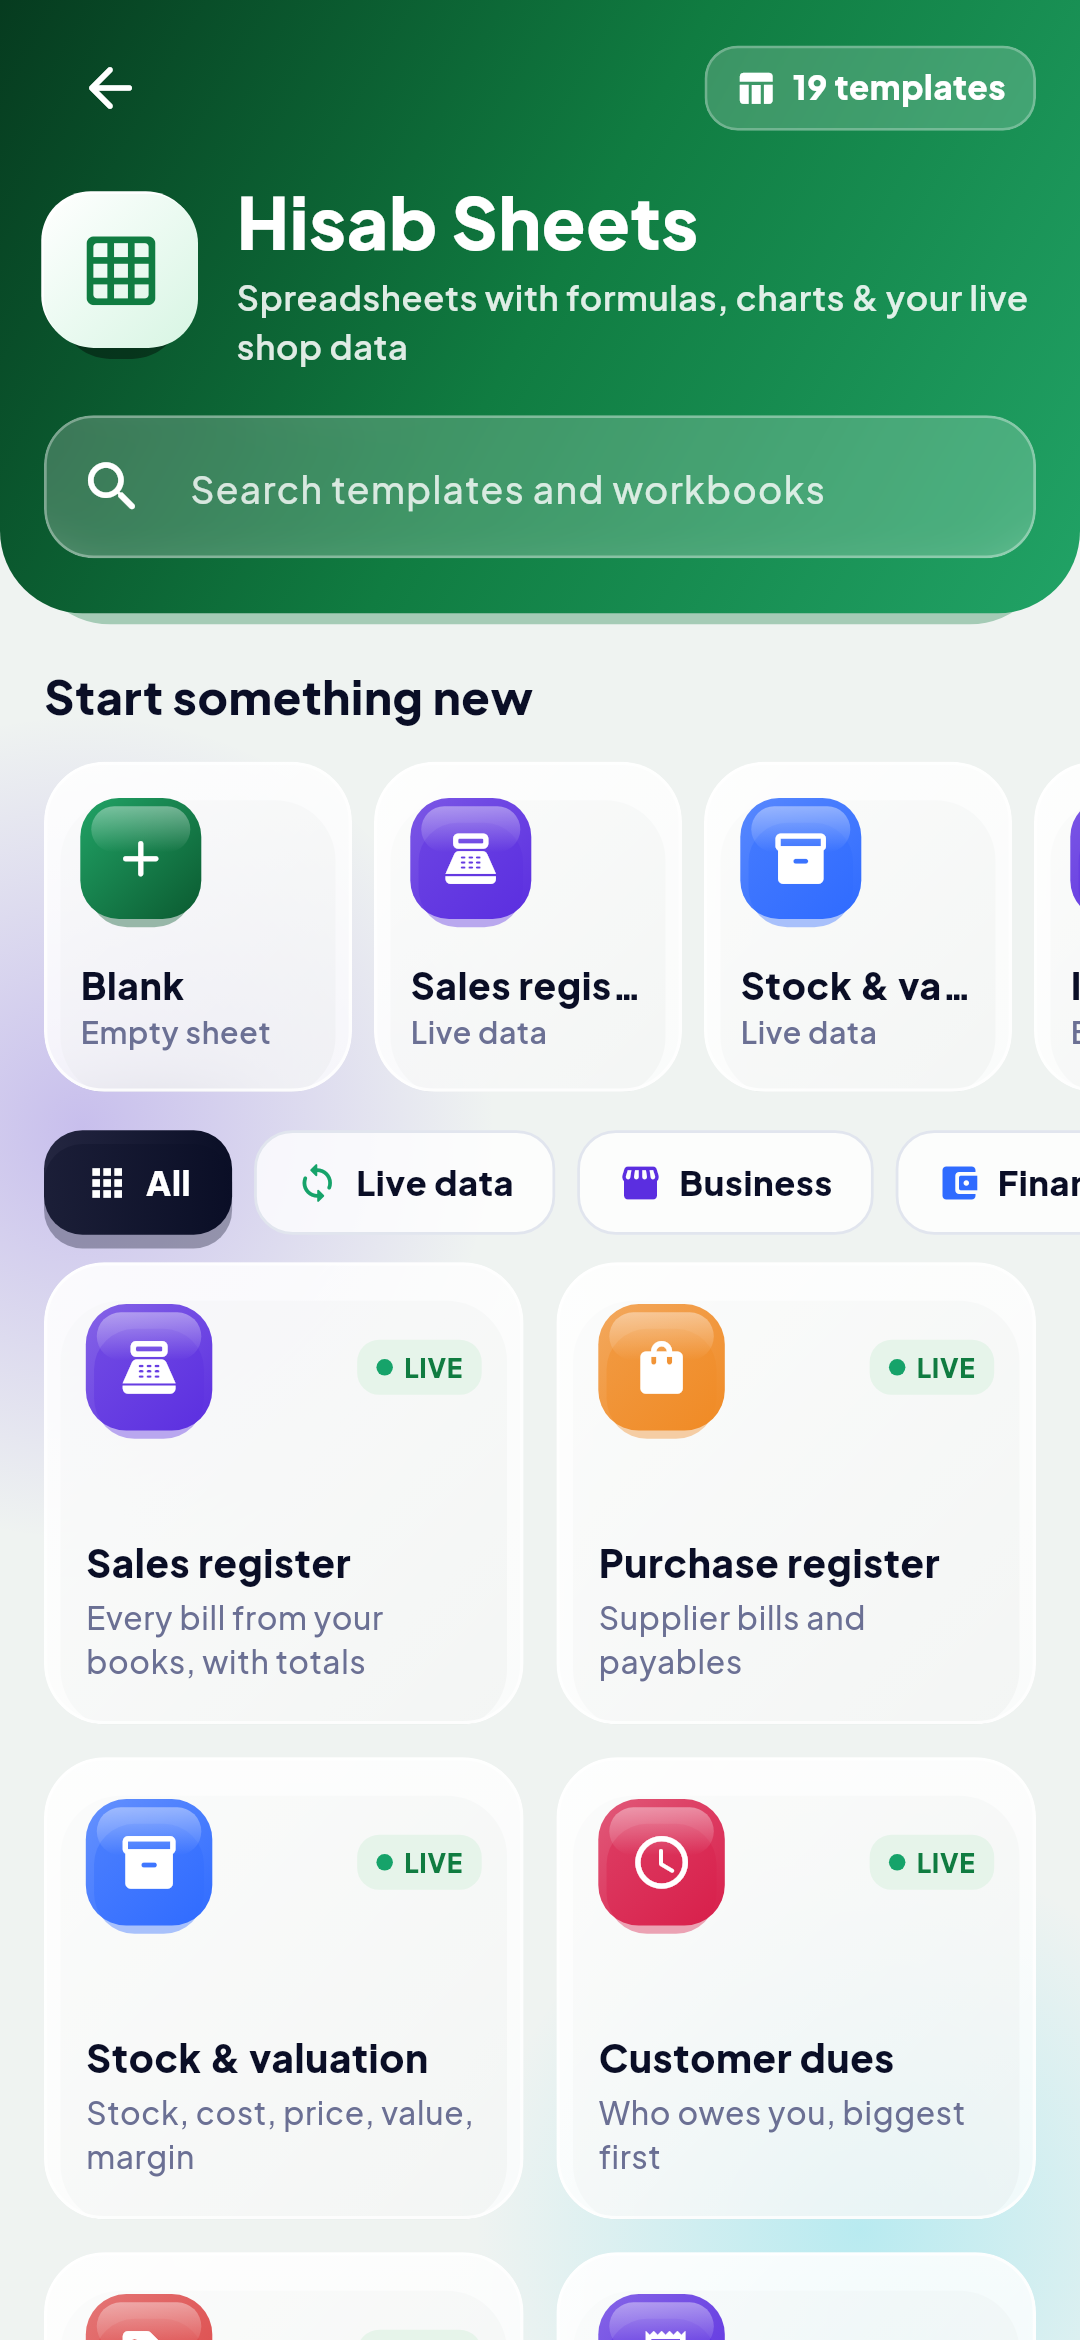 19 templates
Hisab Sheets
Spreadsheets with formulas, charts & your live
shop data
Search templates and workbooks
Start something new
Blank
Empty sheet
Sales regis...
Live data
Stock & va...
Live data
All
Live data
Business
Finan
LIVE
LIVE
Sales register
Every bill from your
books, with totals
Purchase register
Supplier bills and
payables
LIVE
LIVE
Stock & valuation
Stock, cost, price, value,
margin
Customer dues
Who owes you, biggest
first